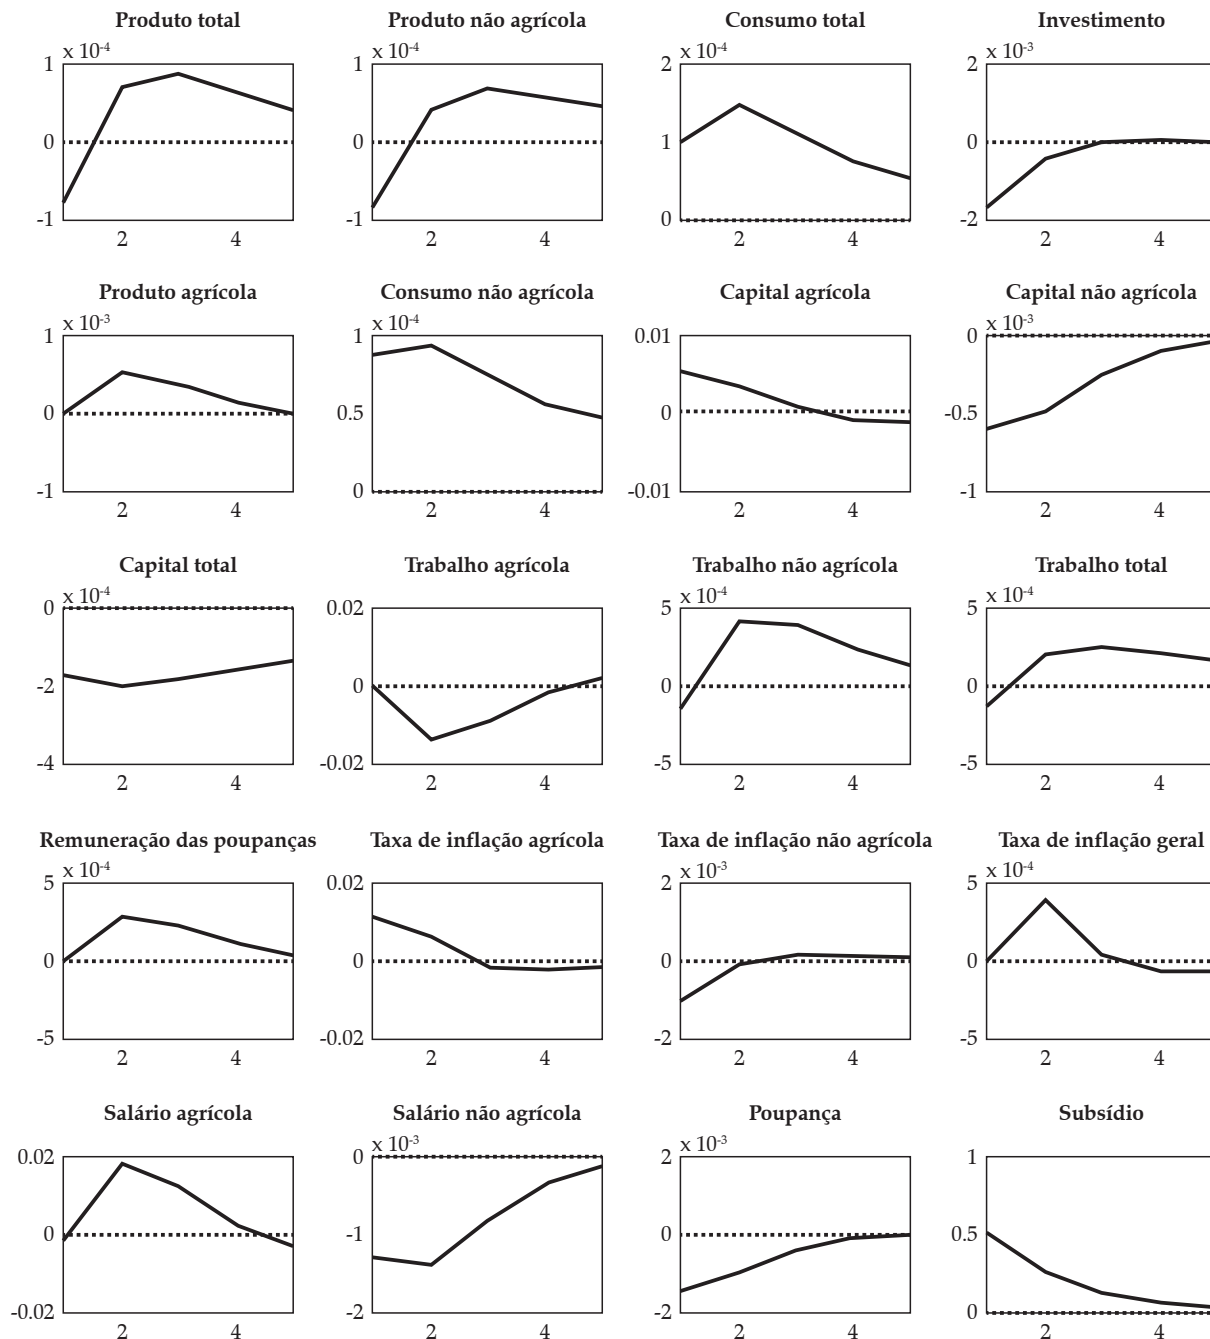 Produto total
Produto não agrícola
Consumo total
Investimento
x 10-4
x 10-4
x 10-4
x 10-3
1
0
-1
2
4
1
0
-1
2
4
2
1
0
2
4
2
0
-2
2
4
Produto agrícola
Consumo não agrícola
Capital agrícola
Capital não agrícola
x 10-3
x 10-4
x 10-3
1
0
-1
2
4
1
0.5
0
2
4
0.01
0
-0.01
2
4
0
-0.5
-1
2
4
Capital total
Trabalho agrícola
Trabalho não agrícola
Trabalho total
x 10-4
x 10-4
x 10-4
0
-2
-4
2
4
0.02
0
-0.02
2
4
5
0
-5
2
4
5
0
-5
2
4
Remuneração das poupanças
Taxa de inflação agrícola
Taxa de inflação não agrícola
Taxa de inflação geral
x 10-4
x 10-3
x 10-4
5
0
-5
2
4
0.02
0
-0.02
2
4
2
0
-2
2
4
5
0
-5
2
4
Salário agrícola
Salário não agrícola
Poupança
Subsídio
x 10-3
x 10-3
0.02
0
-0.02
2
4
0
-1
-2
2
4
2
0
-2
2
4
1
0.5
0
2
4